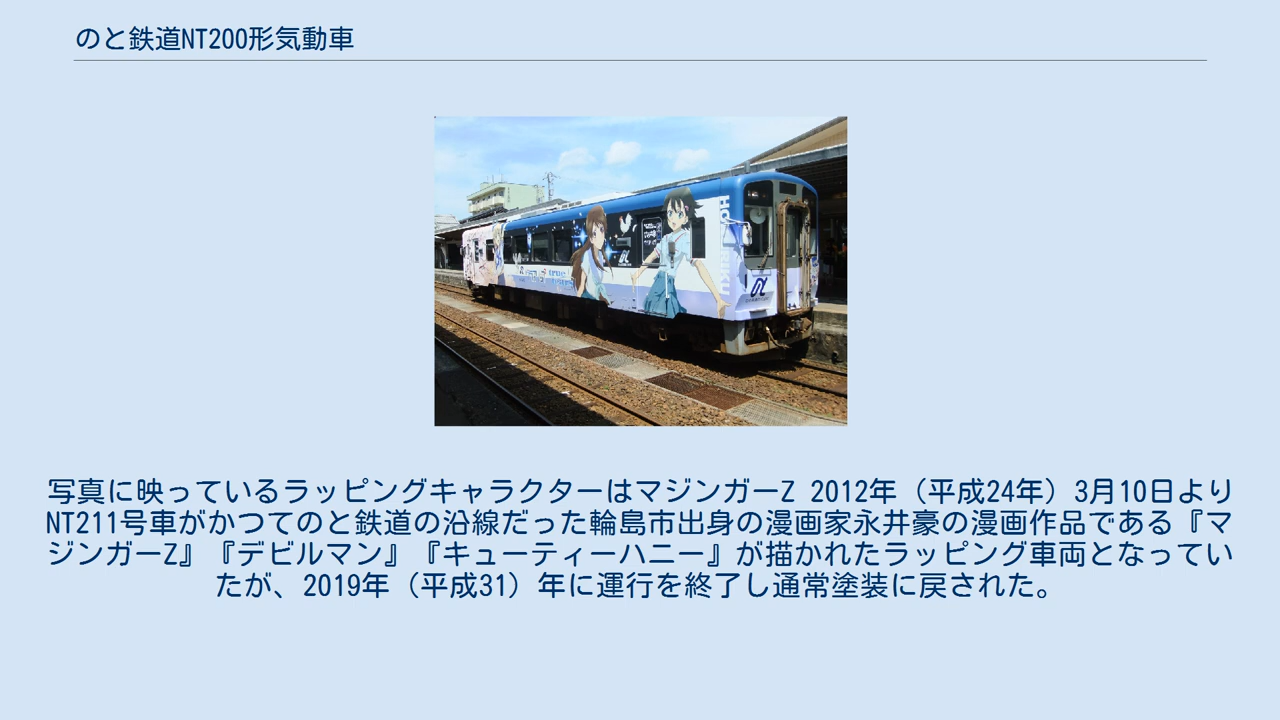 のと鉄道NT200形気動車
写真に映っているラッピングキャラクターはマジンガーZ 2012年（平成24年）3月10日より
NT211号車がかつてのと鉄道の沿線だった輪島市出身の漫画家永井豪の漫画作品である『マ
ジンガーZ』『デビルマン』『キューティーハニー』が描かれたラッピング車両となってい
たが、2019年（平成31）年に運行を終了し通常塗装に戻された。